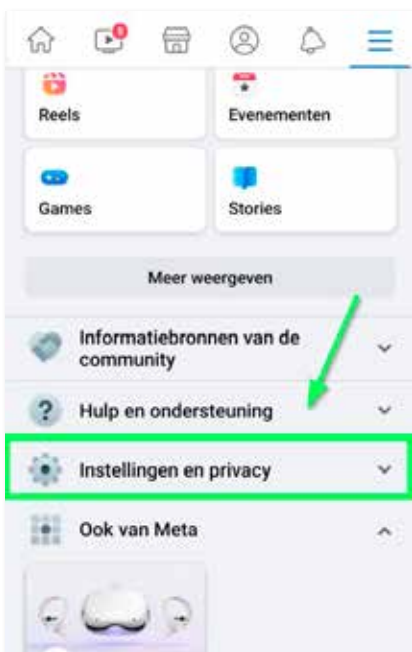 Reels
Evenementen
Games
Stories
Meer weergeven
Informatiebronnen van de
community
Hulp en ondersteuning
Instellingen en privacy
Ook van Meta